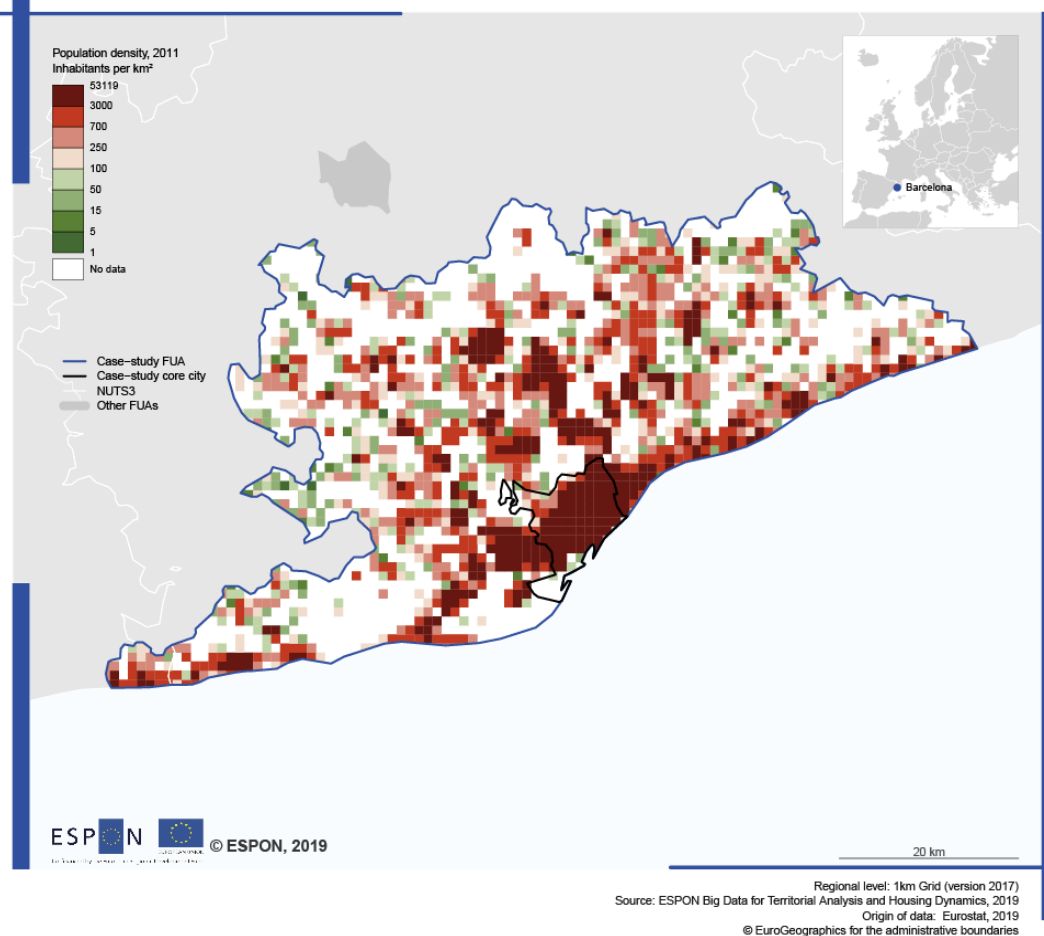 Population density, 2011
Inhabitants per km²
53119
3000
700
250
100
50
15
5
1
No data
Barcelona
Case–study FUA
Case–study core city
NUTS3
Other FUAs
ESPON
© ESPON, 2019
20 km
Regional level: 1km Grid (version 2017)
Source: ESPON Big Data for Territorial Analysis and Housing Dynamics, 2019
Origin of data: Eurostat, 2019
© EuroGeographics for the administrative boundaries